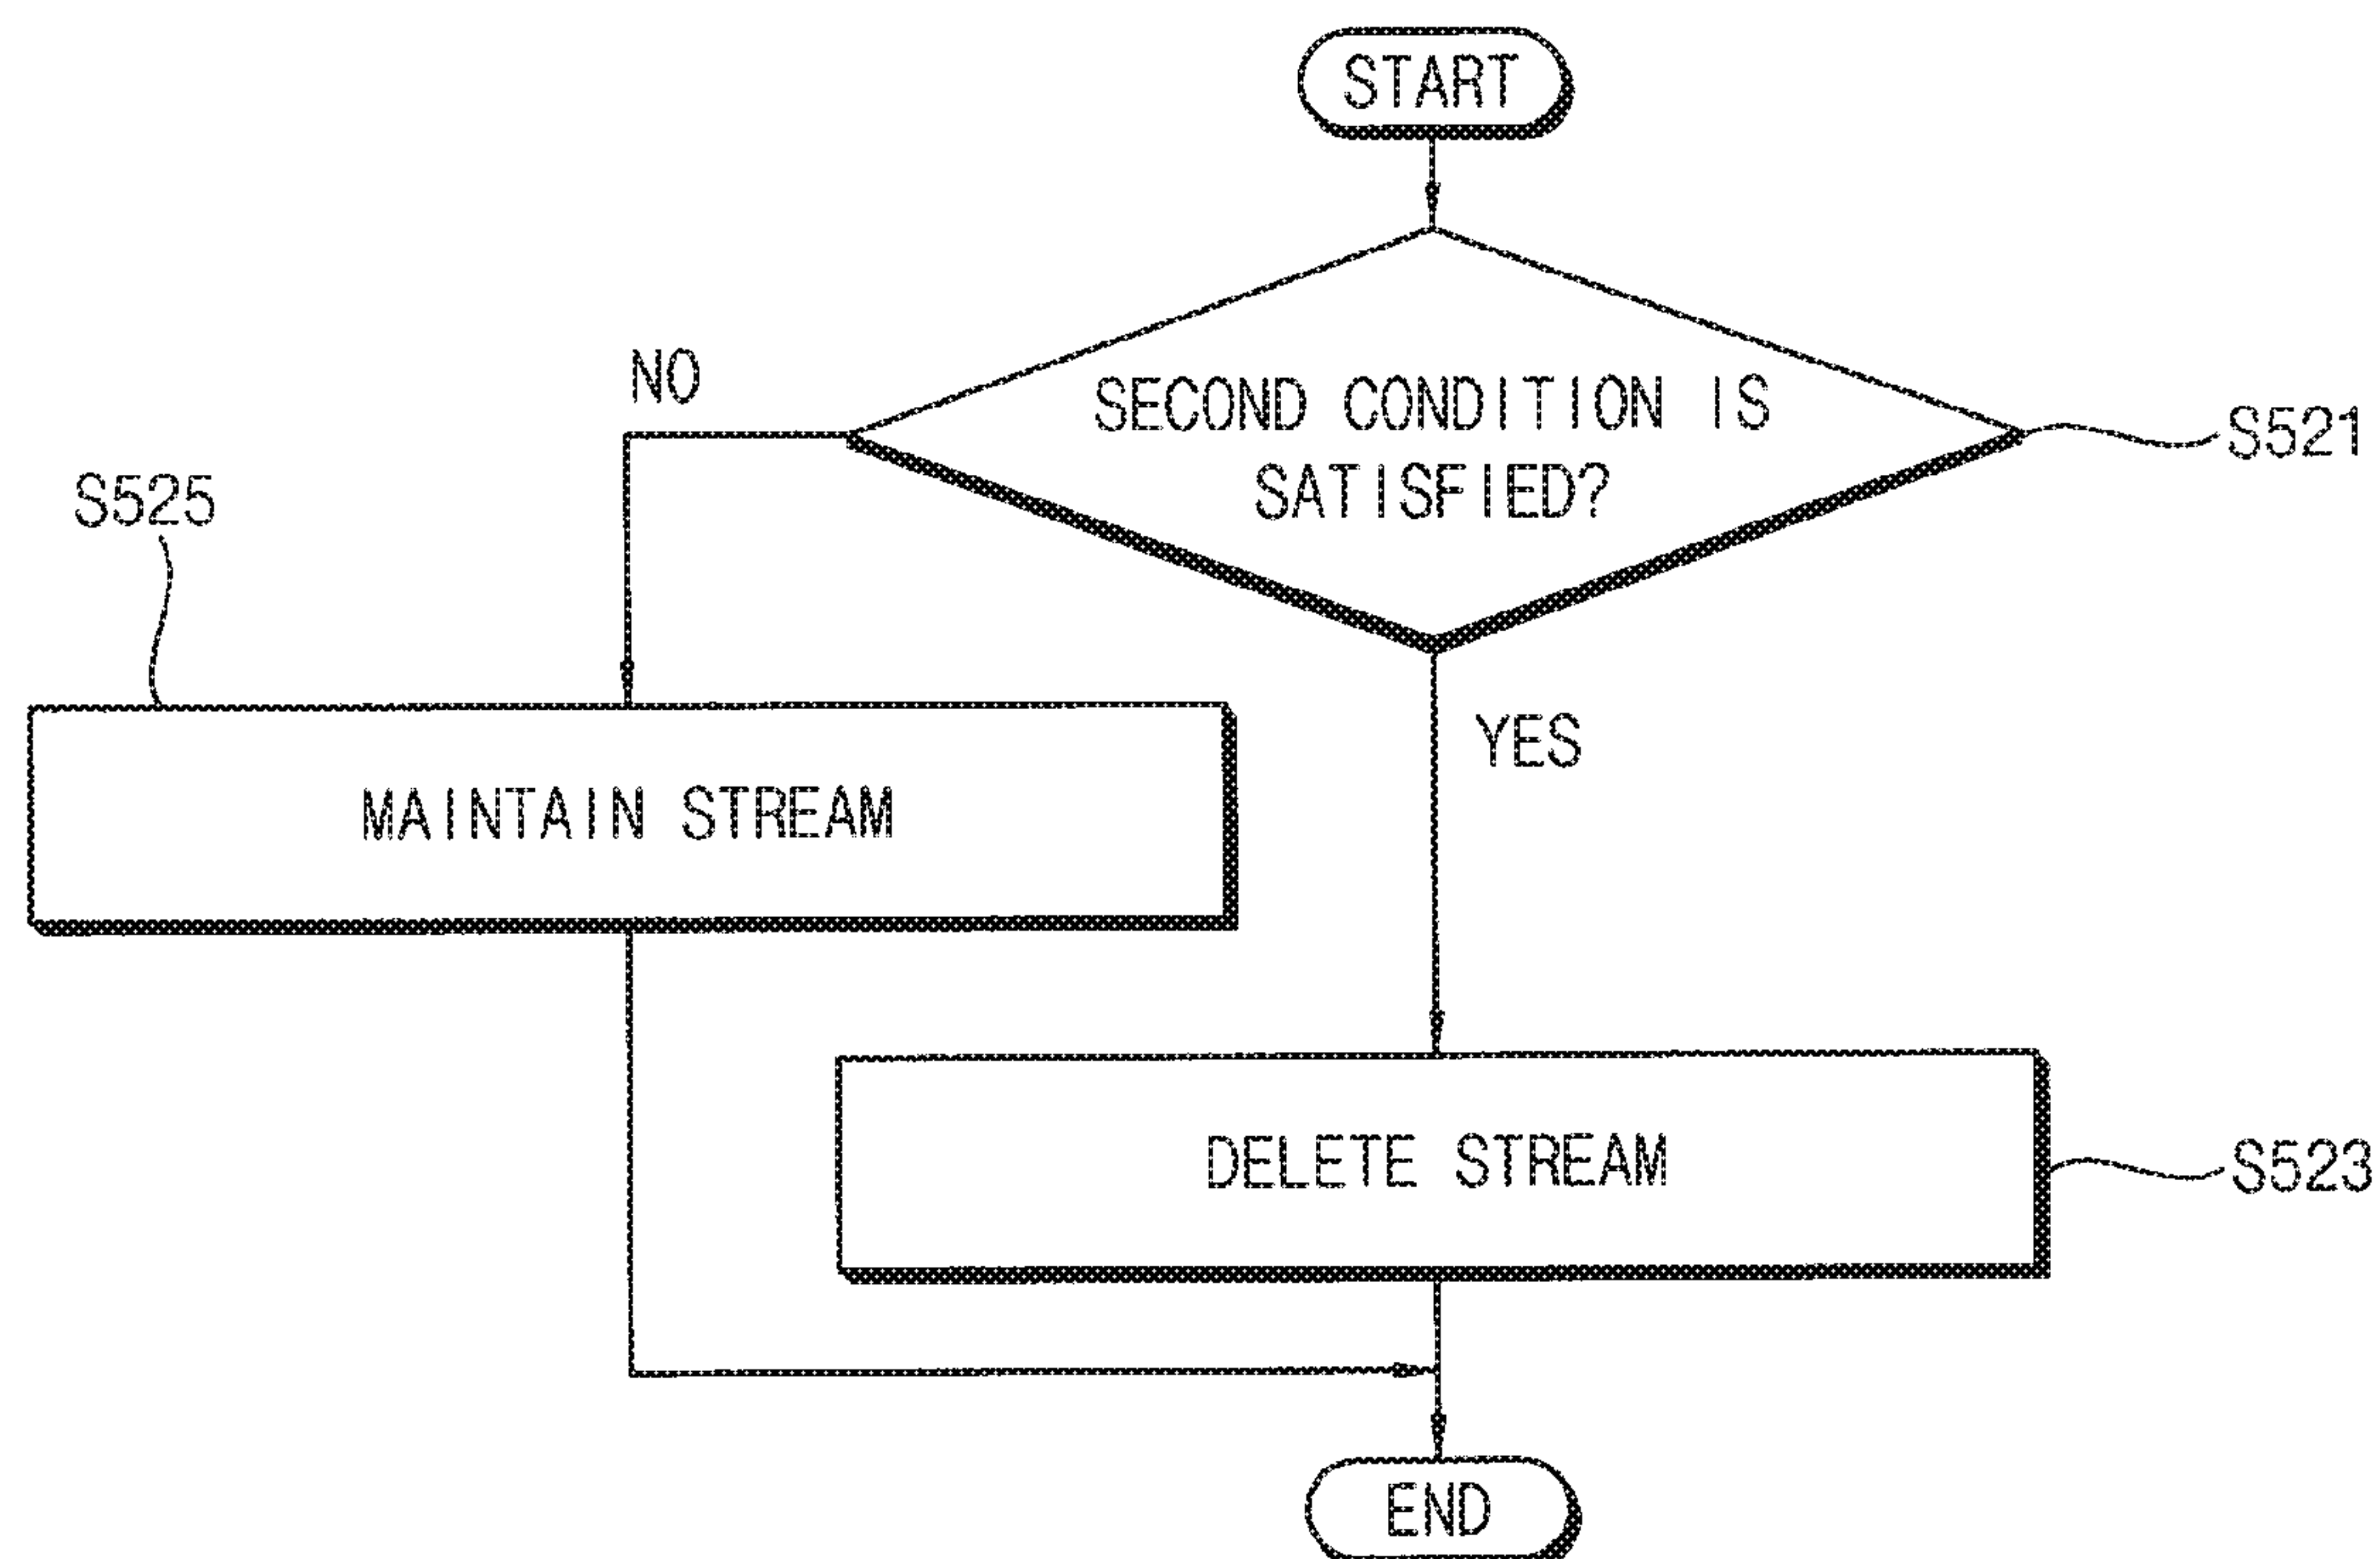 START
NO
SECOND CONDITION IS
SATISFIED?
S521
S525
YES
MAINTAIN STREAM
DELETE STREAM
S523
END